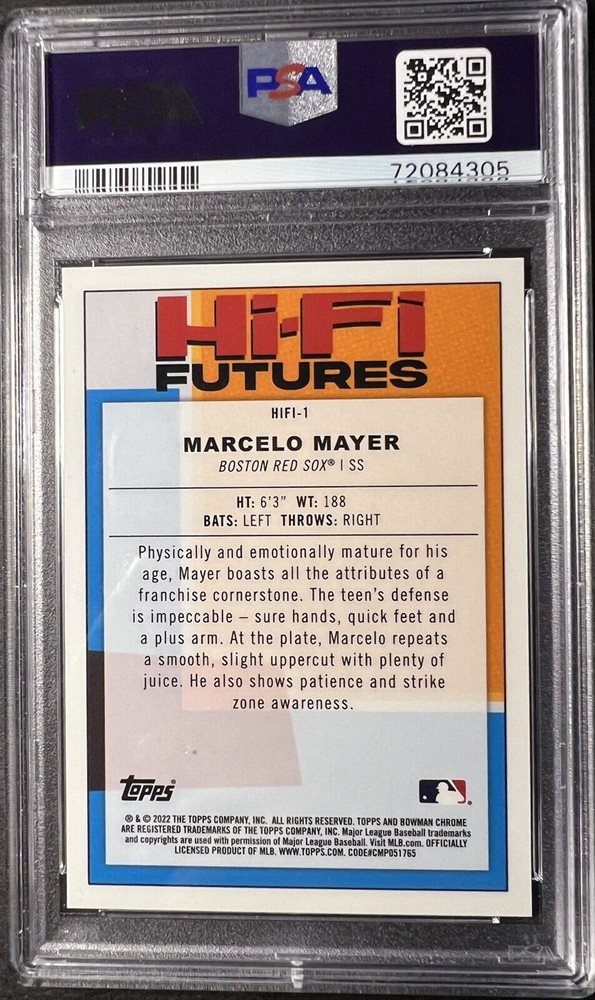 PSA
72084305
Hi-Fi
FUTURES
HIFI-1
MARCELO MAYER
BOSTON RED SOX® | SS
HT: 6'3" WT: 188
BATS: LEFT THROWS: RIGHT
Physically and emotionally mature for his
age, Mayer boasts all the attributes of a
franchise cornerstone. The teen's defense
is impeccable – sure hands, quick feet and
a plus arm. At the plate, Marcelo repeats
a smooth, slight uppercut with plenty of
juice. He also shows patience and strike
zone awareness.
Topps®
® & © 2022 THE TOPPS COMPANY, INC. ALL RIGHTS RESERVED. TOPPS AND BOWMAN CHROME
ARE REGISTERED TRADEMARKS OF THE TOPPS COMPANY, INC. Major League Baseball trademarks
and copyrights are used with permission of Major League Baseball. Visit MLB.com. OFFICIALLY
LICENSED PRODUCT OF MLB. WWW.TOPPS.COM. CODE#CMP051765